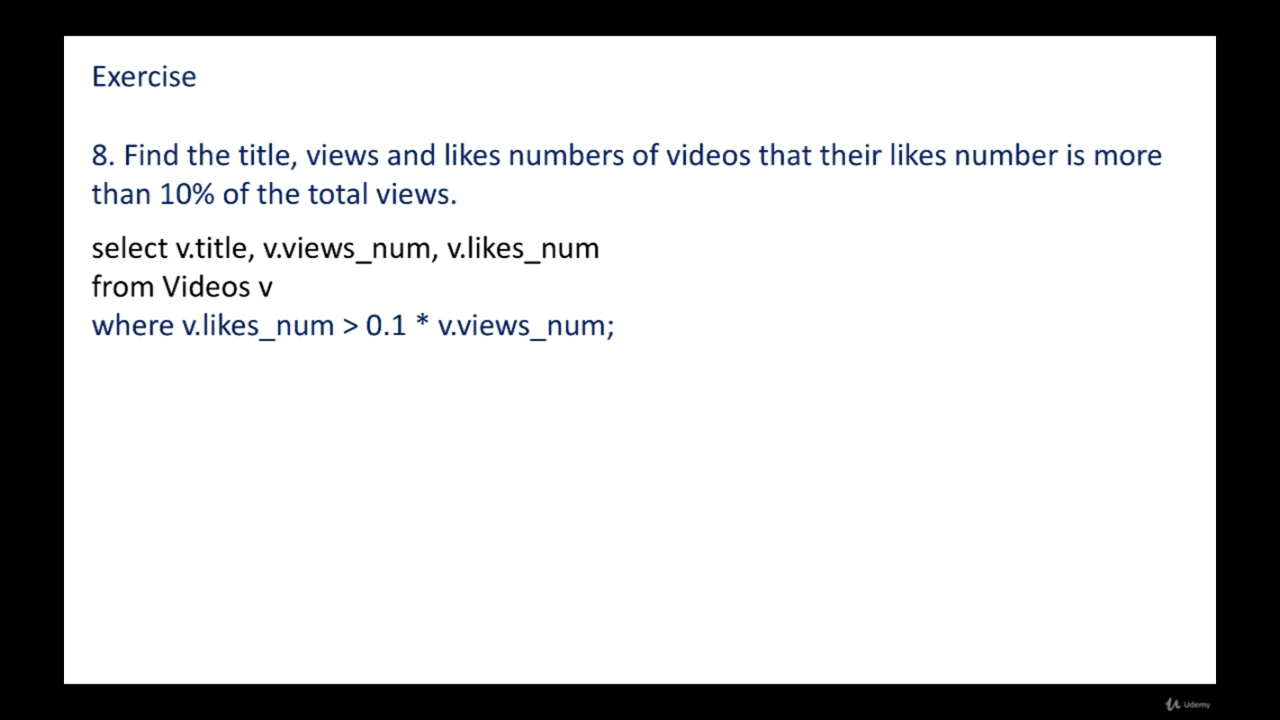 Exercise
8. Find the title, views and likes numbers of videos that their likes number is more
than 10% of the total views.
select v.title, v.views_num, v.likes_num
from Videos v
where v.likes_num > 0.1 * v.views_num;
Udemy